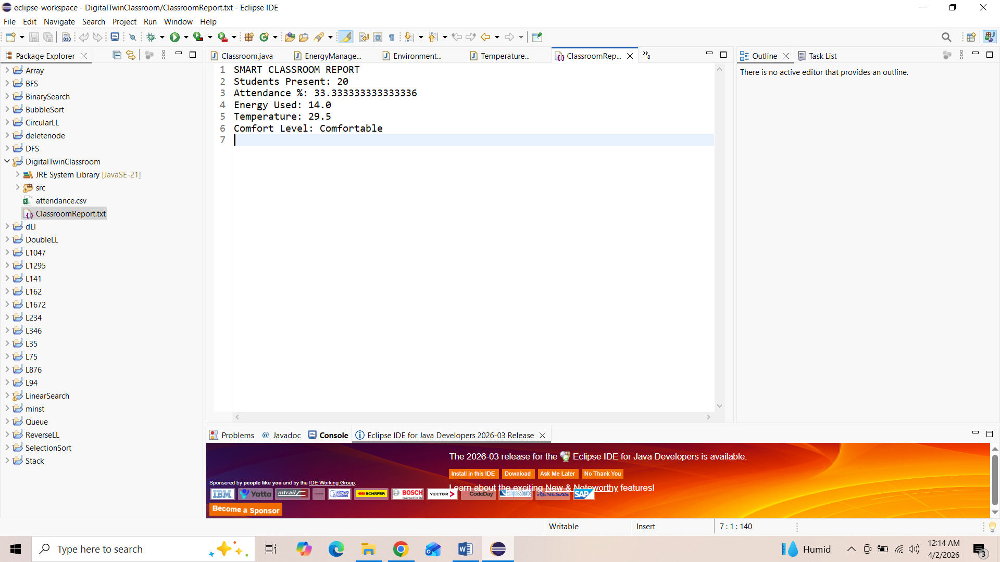 eclipse-workspace - DigitalTwinClassroom/ClassroomReport.txt - Eclipse IDE
File Edit Navigate Search Project Run Window Help
Package Explorer
Classroom.java
EnergyManage...
Environment...
Temperature...
ClassroomRep...
»8
Outline
Task List
Array
BFS
BinarySearch
BubbleSort
CircularLL
deletenode
DFS
DigitalTwinClassroom
JRE System Library [JavaSE-21]
src
attendance.csv
ClassroomReport.txt
dLl
DoubleLL
L1047
L1295
L141
L162
L1672
L234
L346
L35
L75
L876
L94
LinearSearch
minst
Queue
ReverseLL
SelectionSort
Stack
1 SMART CLASSROOM REPORT
2 Students Present: 20
3 Attendance %: 33.333333333333336
4 Energy Used: 14.0
5 Temperature: 29.5
6 Comfort Level: Comfortable
7
There is no active editor that provides an outline.
Problems
@ Javadoc
Console
Eclipse IDE for Java Developers 2026-03 Release
The 2026-03 release for the Eclipse IDE for Java Developers is available.
Install in this IDE
Download
Ask Me Later
No Thank You
Learn about the exciting New & Noteworthy features!
Sponsored by people like you and by the IDE Working Group.
IBM
Yatta
mtrail
kichwa coders
SSI SCHÄFER
BOSCH
Invented for life
VECTOR
CodeDay
EclipseSource
RENESAS
SAP
Become a Sponsor
Writable
Insert
7 : 1 : 140
Type here to search
Humid
12:14 AM
4/2/2026
3